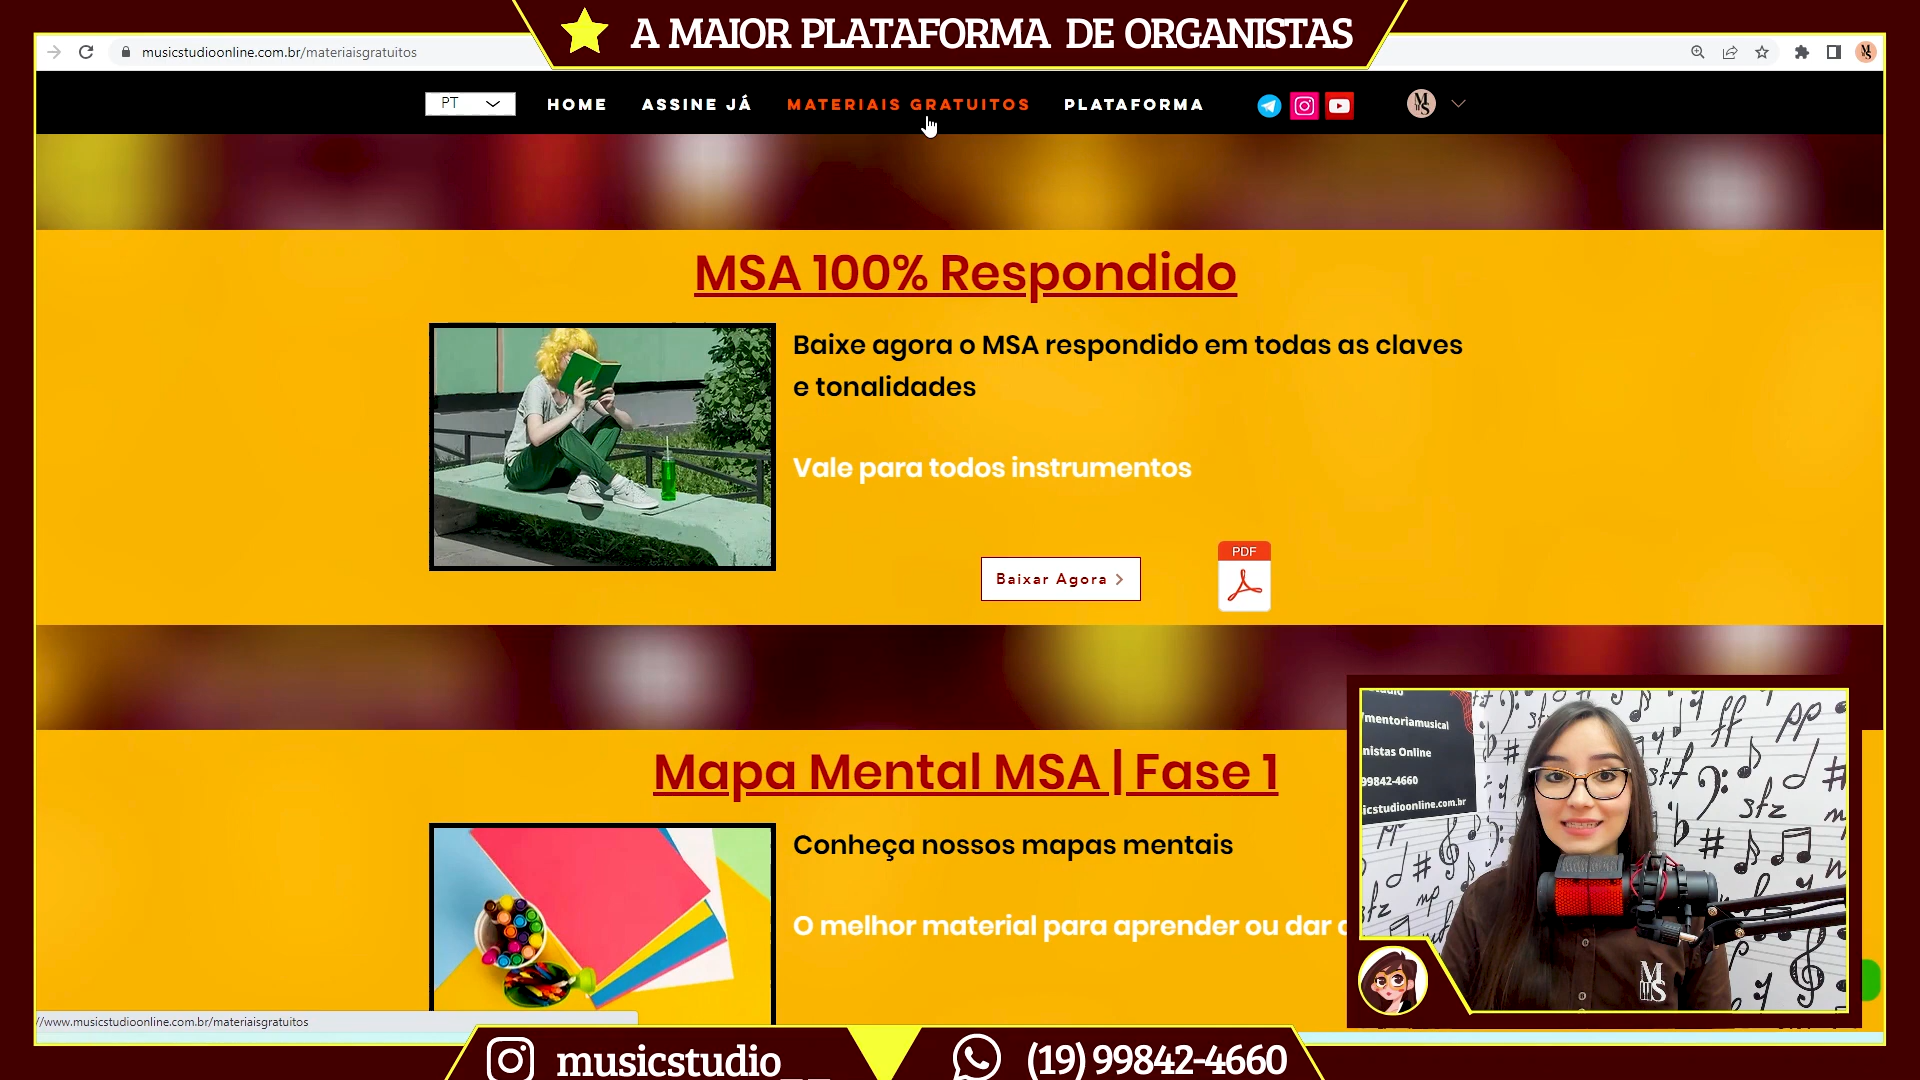 A MAIOR PLATAFORMA DE ORGANISTAS
musicstudioonline.com.br/materiaisgratuitos
PT
HOME
ASSINE JÁ
MATERIAIS GRATUITOS
PLATAFORMA
MS
MSA 100% Respondido
Baixe agora o MSA respondido em todas as claves
e tonalidades
Vale para todos instrumentos
Baixar Agora
PDF
Mapa Mental MSA | Fase 1
Conheça nossos mapas mentais
O melhor material para aprender ou dar
/mentoriamusical
nistas Online
99842-4660
icstudioonline.com.br
MS
//www.musicstudioonline.com.br/materiaisgratuitos
musicstudio__
(19) 99842-4660